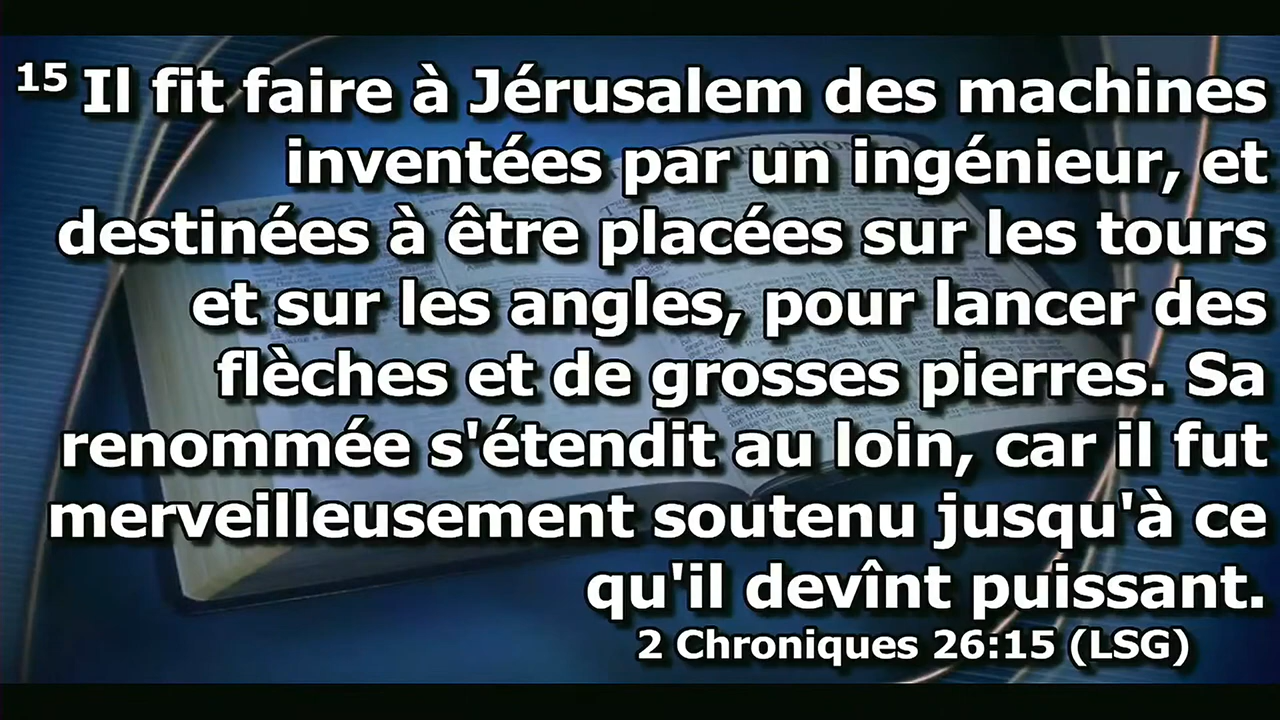 15 Il fit faire à Jérusalem des machines
inventées par un ingénieur, et
destinées à être placées sur les tours
et sur les angles, pour lancer des
flèches et de grosses pierres. Sa
renommée s'étendit au loin, car il fut
merveilleusement soutenu jusqu'à ce
qu'il devînt puissant.
2 Chroniques 26:15 (LSG)